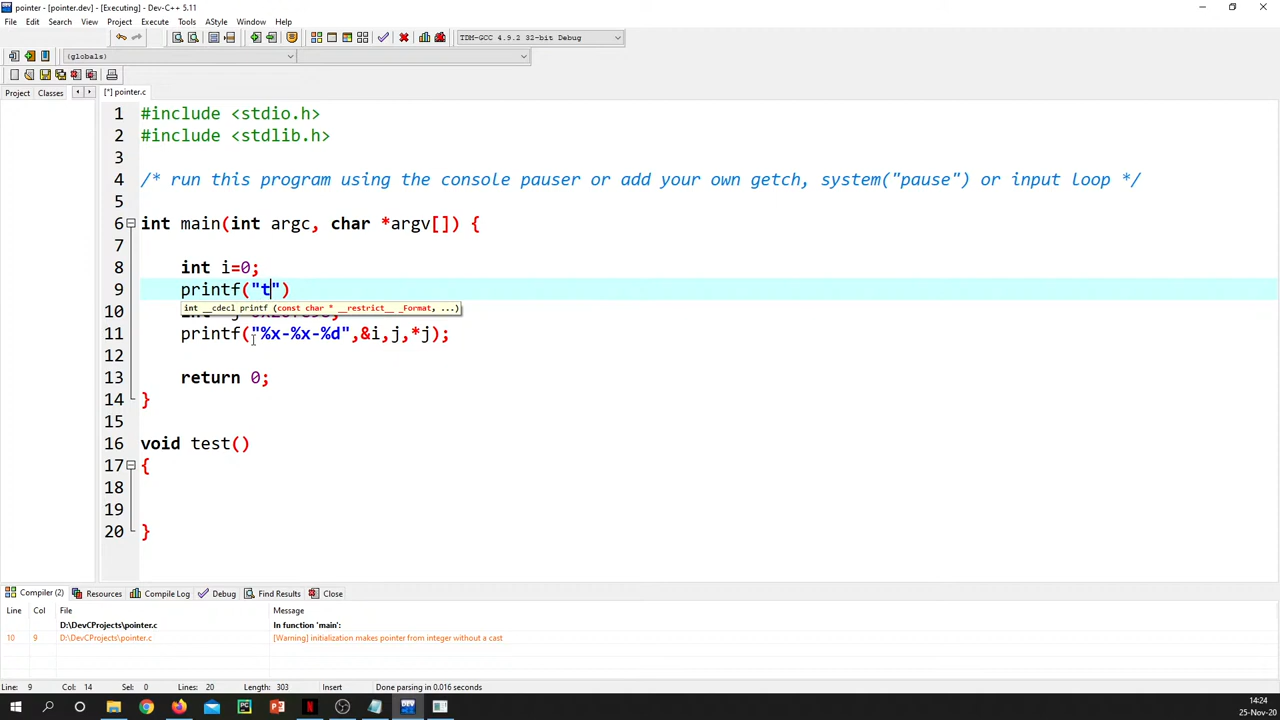 pointer - [pointer.dev] - [Executing] - Dev-C++ 5.11
File Edit Search View Project Execute Tools AStyle Window Help
TDM-GCC 4.9.2 32-bit Debug
(globals)
Project Classes [*] pointer.c
1 #include <stdio.h>
2 #include <stdlib.h>
3
4 /* run this program using the console pauser or add your own getch, system("pause") or input loop */
5
6 int main(int argc, char *argv[]) {
7
8 int i=0;
9 printf("t")
int __cdecl printf (const char * __restrict__ _Format, ...)
10
11 printf("%x-%x-%d",&i,j,*j);
12
13 return 0;
14 }
15
16 void test()
17 {
18
19
20 }
Compiler (2) Resources Compile Log Debug Find Results Close
Line Col File Message
D:\DevCProjects\pointer.c In function 'main':
10 9 D:\DevCProjects\pointer.c [Warning] initialization makes pointer from integer without a cast
Line: 9 Col: 14 Sel: 0 Lines: 20 Length: 303 Insert Done parsing in 0.016 seconds
14:24
25-Nov-20